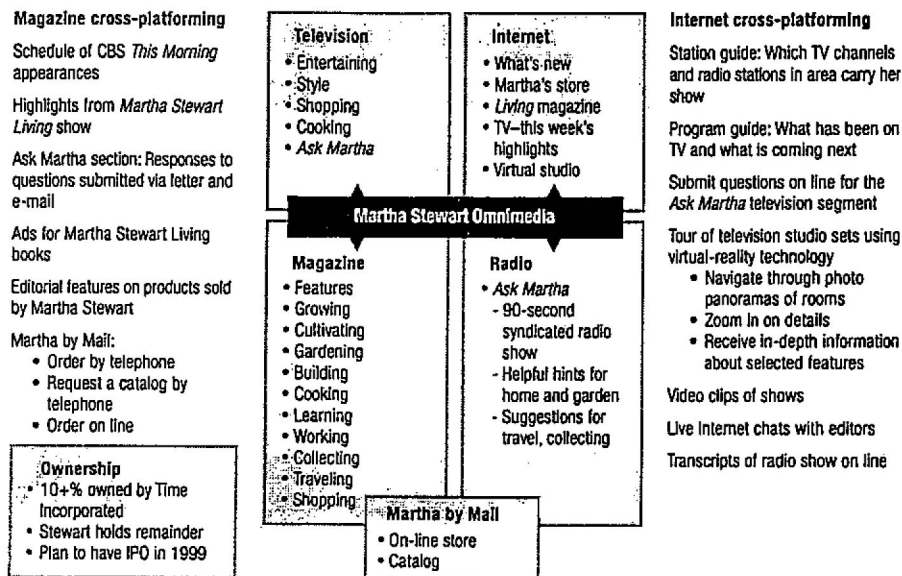 Magazine cross-platforming
Schedule of CBS This Morning
appearances
Highlights from Martha Stewart
Living show
Ask Martha section: Responses to
questions submitted via letter and
e-mail
Ads for Martha Stewart Living
books
Editorial features on products sold
by Martha Stewart
Martha by Mail:
• Order by telephone
• Request a catalog by
telephone
• Order on line
Ownership
• 10+% owned by Time
Incorporated
• Stewart holds remainder
• Plan to have IPO in 1999
Television
• Entertaining
• Style
• Shopping
• Cooking
• Ask Martha
Internet
• What's new
• Martha's store
• Living magazine
• TV–this week's
highlights
• Virtual studio
Martha Stewart Omnimedia
Magazine
• Features
• Growing
• Cultivating
• Gardening
• Building
• Cooking
• Learning
• Working
• Collecting
• Traveling
• Shopping
Radio
• Ask Martha
- 90-second
syndicated radio
show
- Helpful hints for
home and garden
- Suggestions for
travel, collecting
Martha by Mail
• On-line store
• Catalog
Internet cross-platforming
Station guide: Which TV channels
and radio stations in area carry her
show
Program guide: What has been on
TV and what is coming next
Submit questions on line for the
Ask Martha television segment
Tour of television studio sets using
virtual-reality technology
• Navigate through photo
panoramas of rooms
• Zoom in on details
• Receive in-depth information
about selected features
Video clips of shows
Live Internet chats with editors
Transcripts of radio show on line